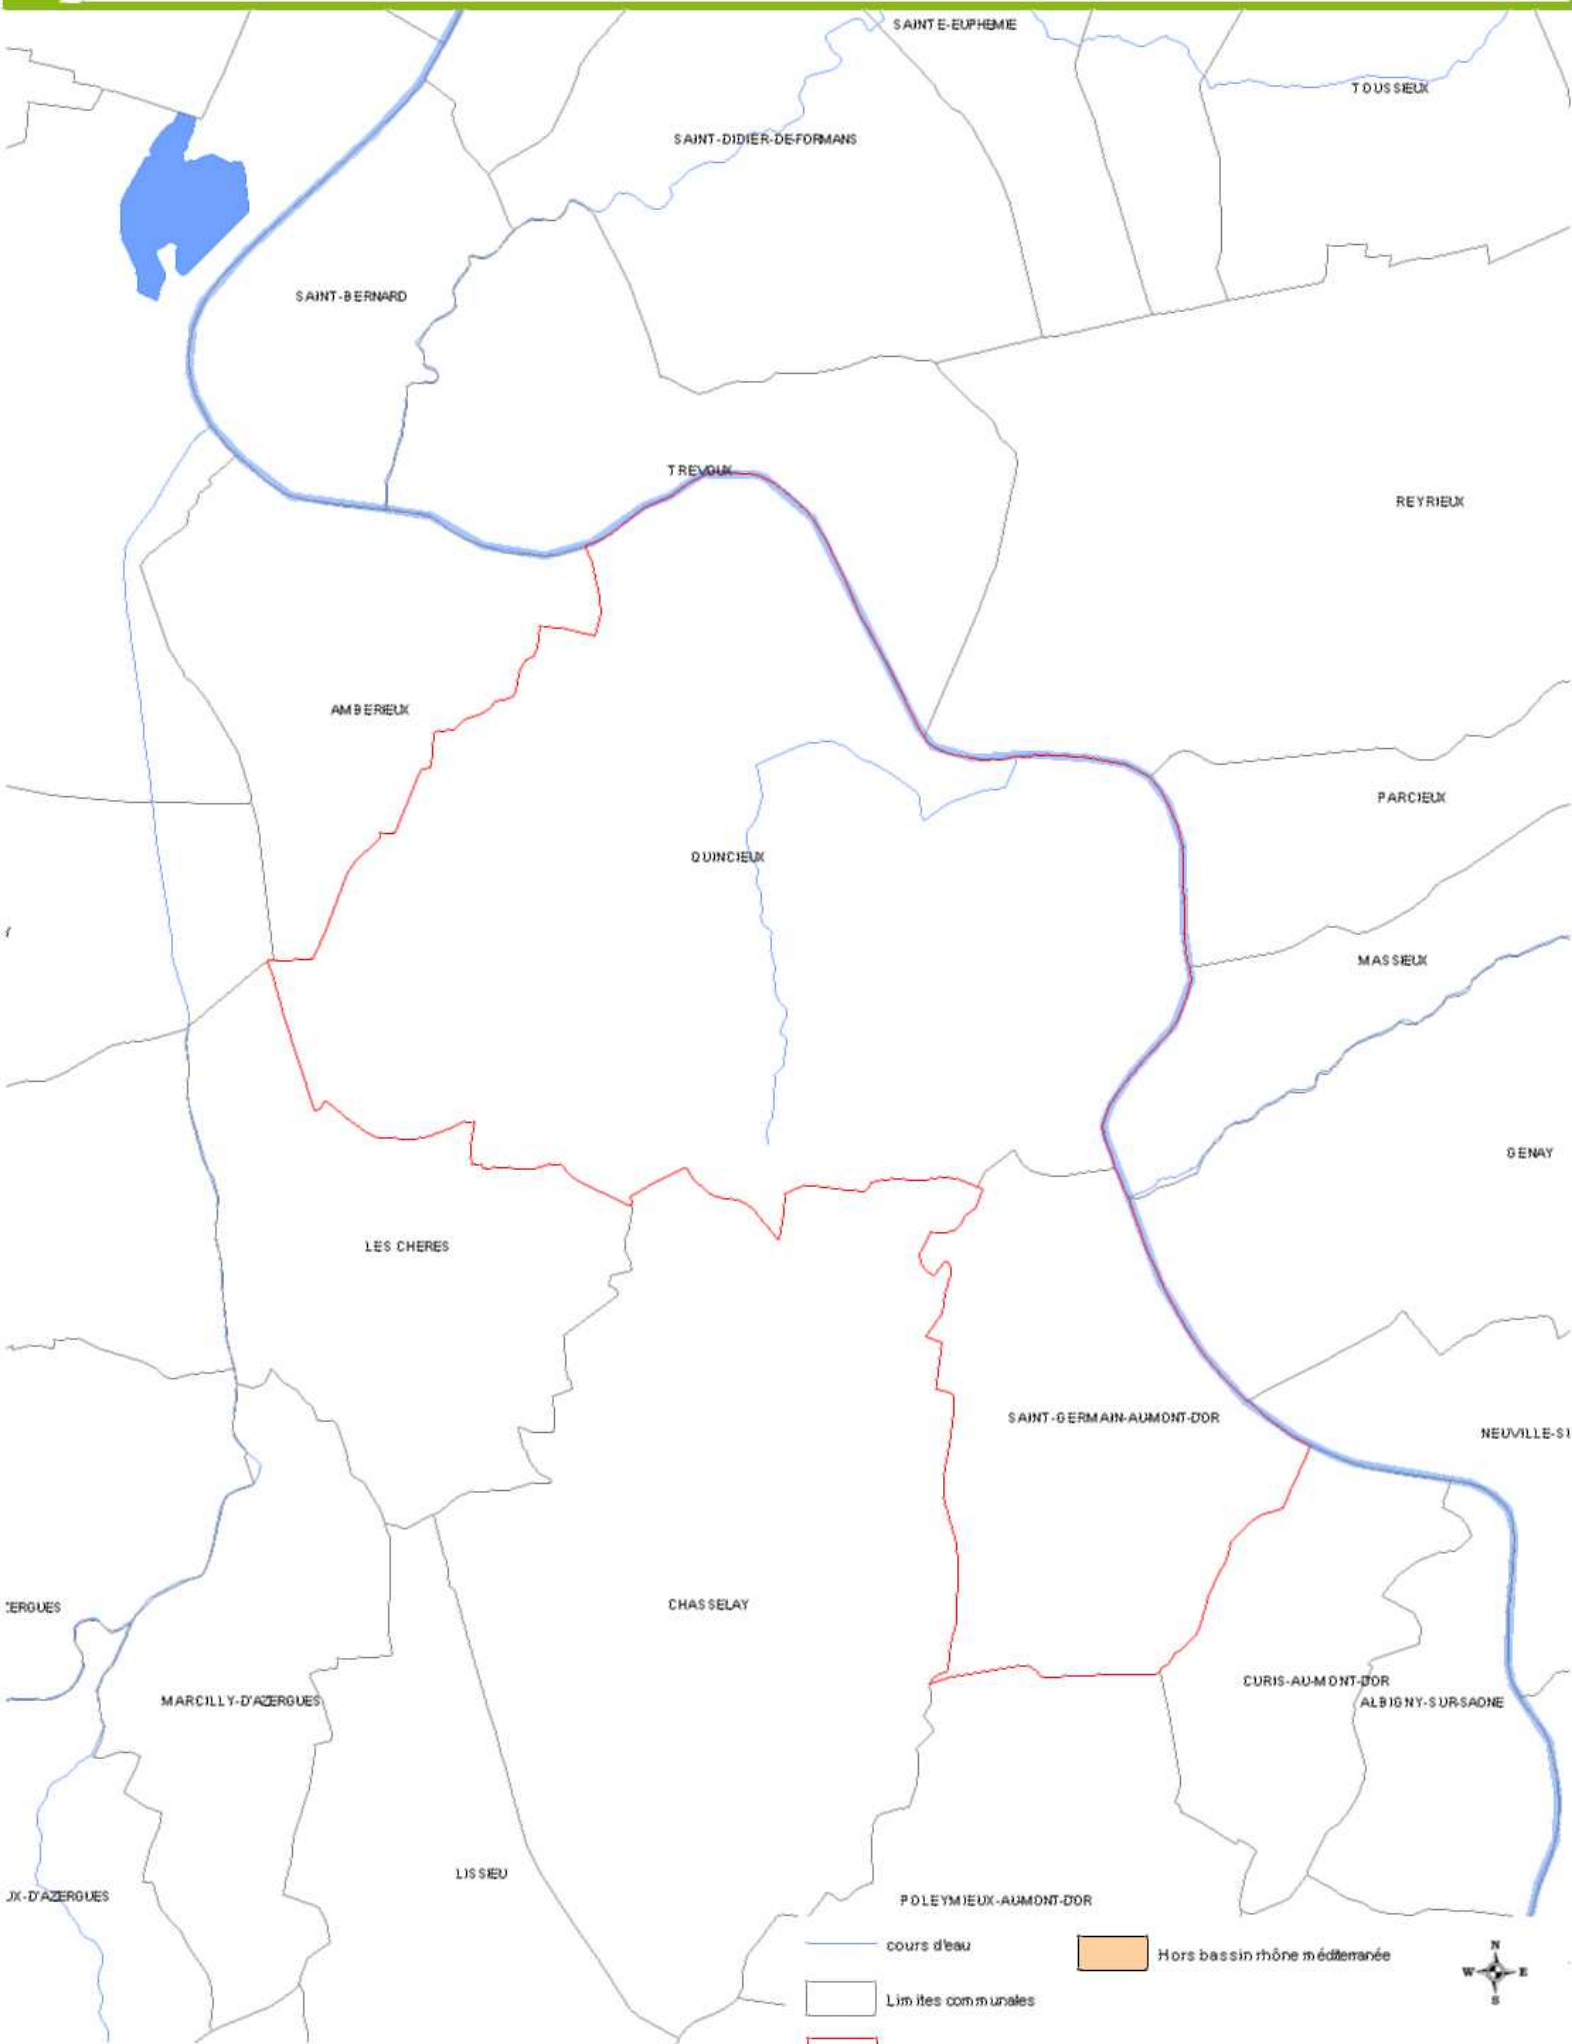 SAINTE-EUPHEMIE
TOUSSIEUX
SAINT-DIDIER-DE-FORMANS
SAINT-BERNARD
TREVOUX
REYRIEUX
AMBERIEUX
PARCIEUX
QUINCIEUX
MASSIEUX
GENAY
LES CHERES
SAINT-GERMAIN-AUMONT-D'OR
NEUVILLE-S
CHASSELAY
ZERGUES
CURIS-AU-MONT-D'OR
MARCILLY-D'AZERGUES
ALBIGNY-SUR-SAONE
LISSIEU
UX-D'AZERGUES
POLEYMIEUX-AUMONT-D'OR
cours d'eau
Hors bassin rhône méditerranée
N
W E
S
Limites communales